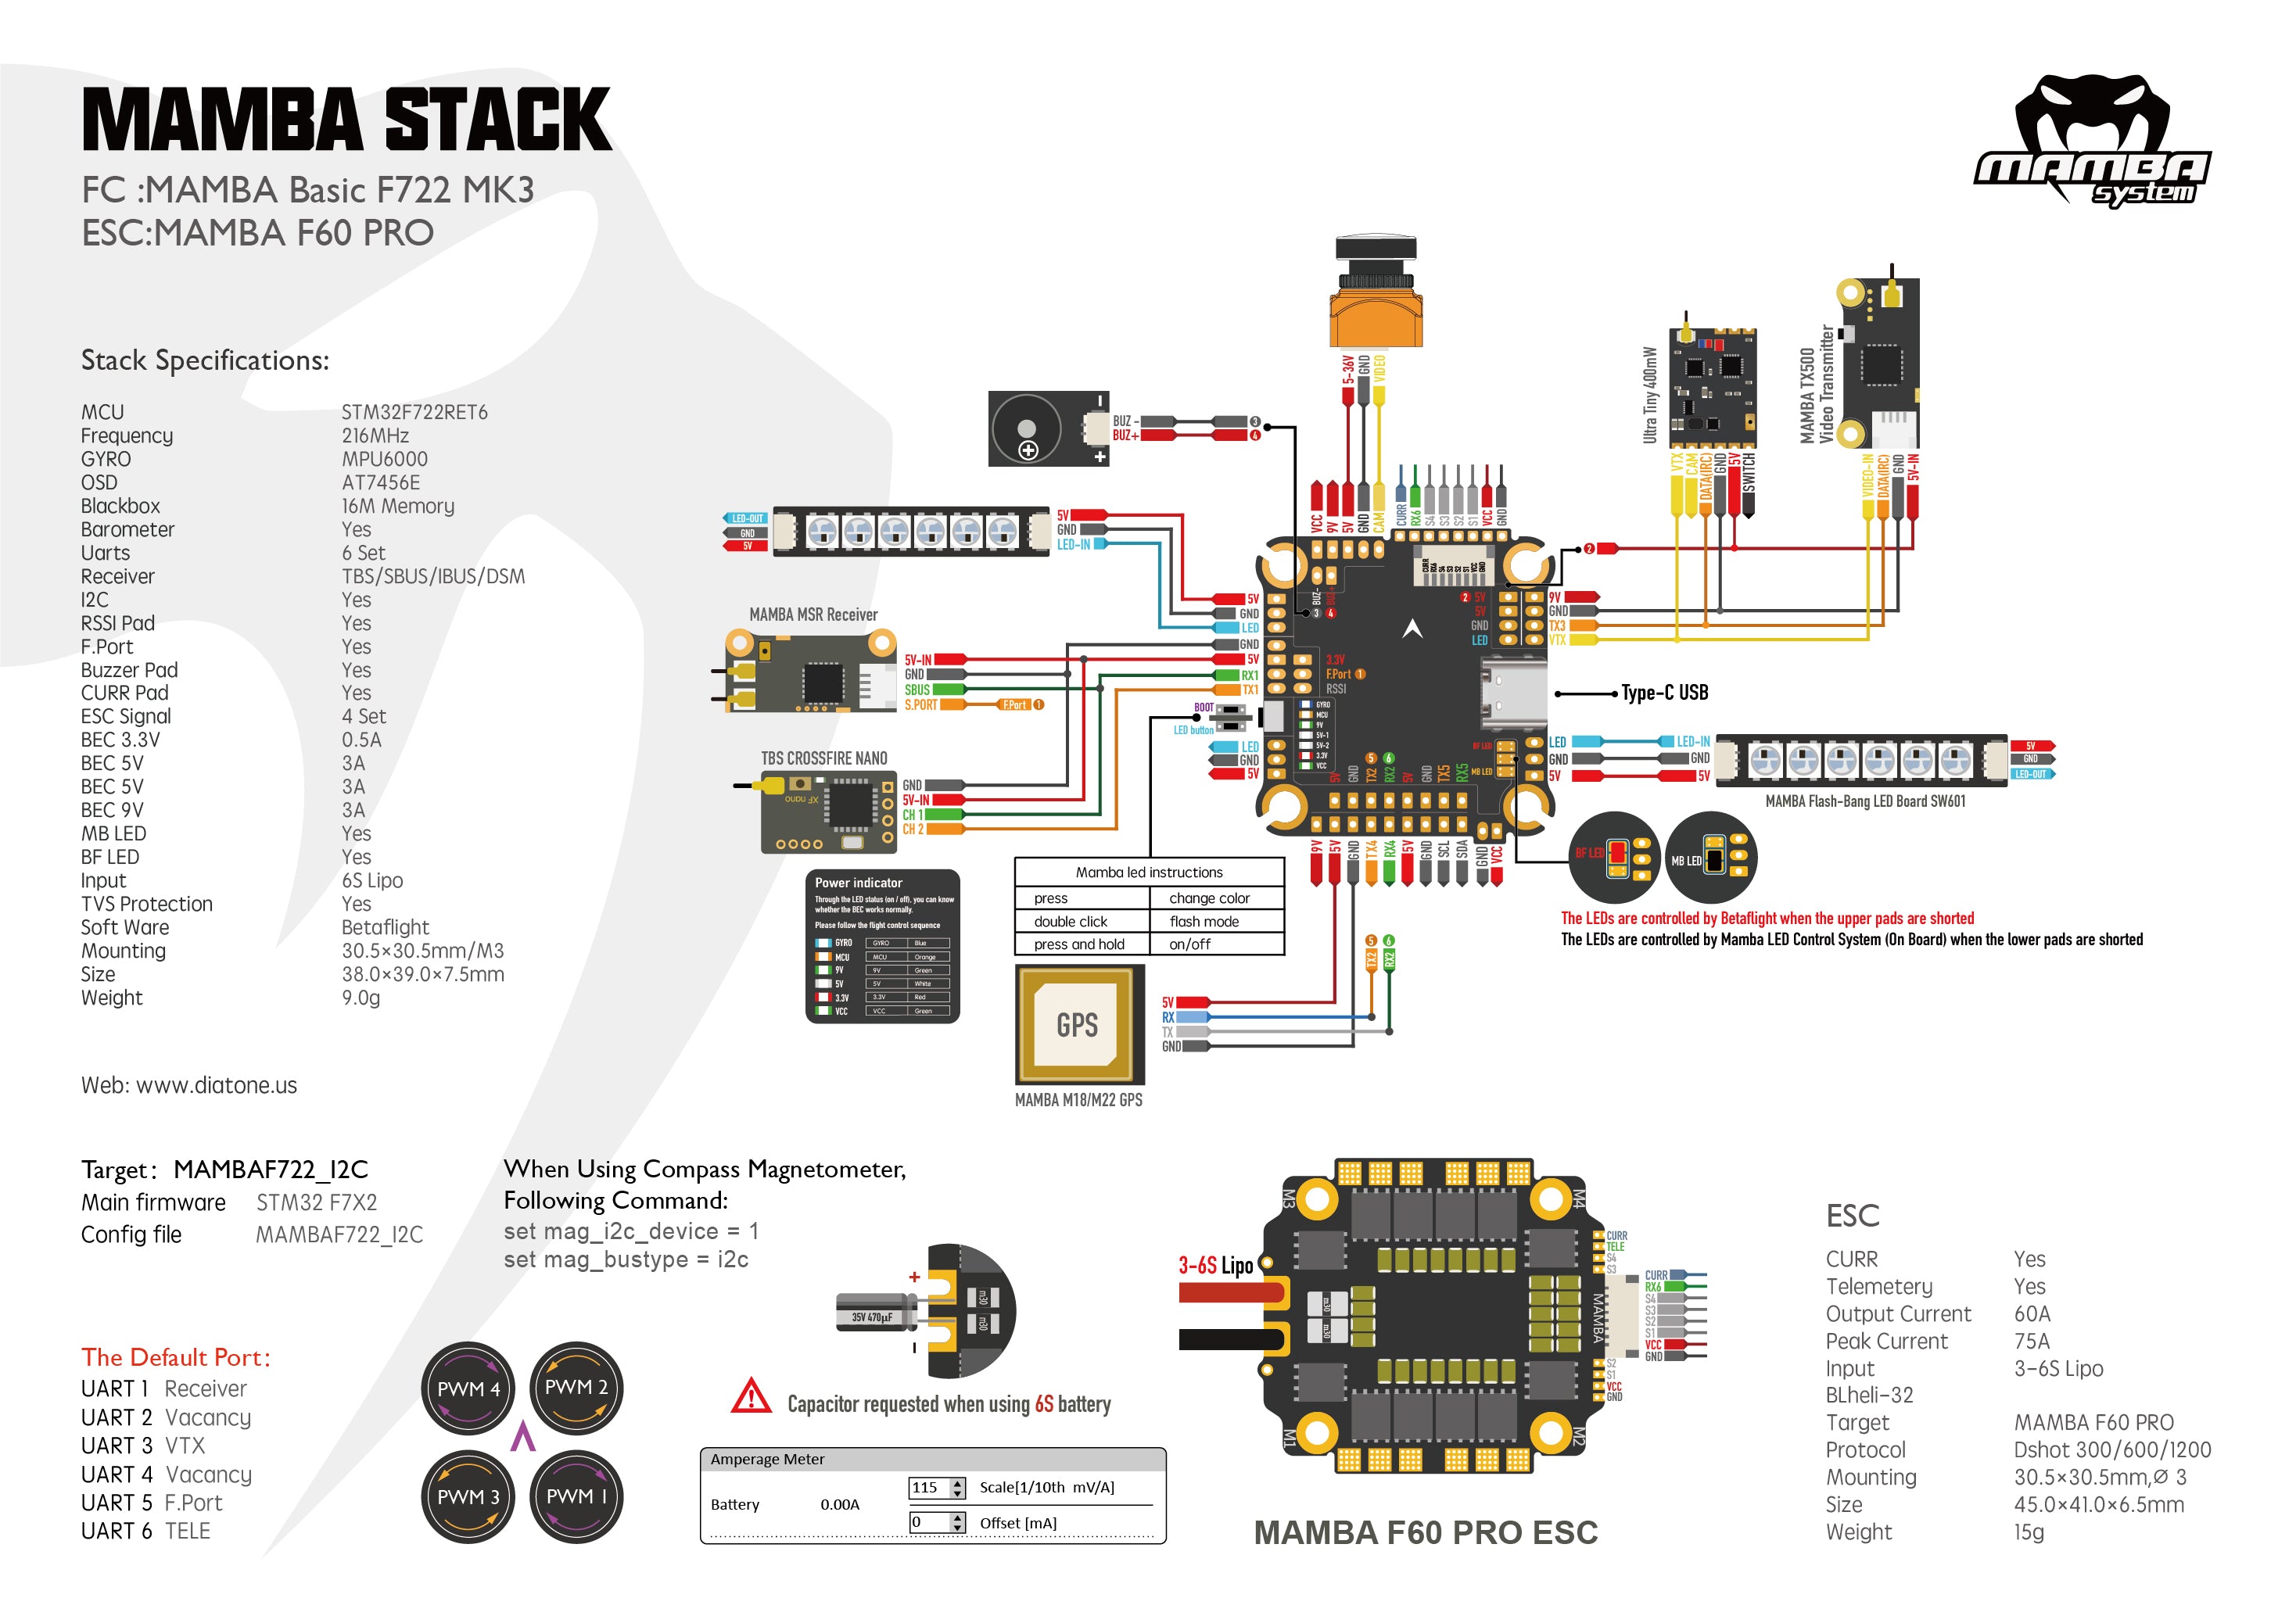 MAMBA STACK
FC :MAMBA Basic F722 MK3
ESC:MAMBA F60 PRO
MAMBA
system
Stack Specifications:
MCU STM32F722RET6
Frequency 216MHz
GYRO MPU6000
OSD AT7456E
Blackbox 16M Memory
Barometer Yes
Uarts 6 Set
Receiver TBS/SBUS/IBUS/DSM
I2C Yes
RSSI Pad Yes
F.Port Yes
Buzzer Pad Yes
CURR Pad Yes
ESC Signal 4 Set
BEC 3.3V 0.5A
BEC 5V 3A
BEC 5V 3A
BEC 9V 3A
MB LED Yes
BF LED Yes
Input 6S Lipo
TVS Protection Yes
Soft Ware Betaflight
Mounting 30.5×30.5mm/M3
Size 38.0×39.0×7.5mm
Weight 9.0g
Web: www.diatone.us
5-36V
GND
VIDEO
VCC
9V
5V
GND
CAM
CURR
RX6
S4
S3
S2
S1
VCC
GND
BUZ - 3
BUZ+ 4
LED-OUT
GND
5V
5V
GND
LED-IN
5V
GND
LED
MAMBA MSR Receiver
5V-IN
GND
SBUS
S.PORT F.Port 1
GND
5V
RX1
TX1
TBS CROSSFIRE NANO
XF nano
GND
5V-IN
CH 1
CH 2
BOOT
LED button
LED
GND
5V
CURR
RX6
S4
S3
S2
S1
VCC
GND
BUZ-
BUZ+
3 4
2 5V
5V
GND
LED
3.3V
F.Port 1
RSSI
GYRO
MCU
9V
5V-1
5V-2
3.3V
VCC
5V
GND
5 TX2
6 RX2
5V
GND
TX5
RX5
BF LED
MB LED
Ultra Tiny 400mW
VTX
CAM
DATA(IRC)
GND
5V
SWITCH
MAMBA TX500
Video Transmitter
VIDEO-IN
DATA(IRC)
GND
5V-IN
2
9V
GND
TX3
VTX
Type-C USB
LED LED-IN
GND GND
5V 5V
5V
GND
LED-OUT
MAMBA Flash-Bang LED Board SW601
BF LED
MB LED
The LEDs are controlled by Betaflight when the upper pads are shorted
The LEDs are controlled by Mamba LED Control System (On Board) when the lower pads are shorted
9V
5V
GND
TX4
RX4
5V
GND
SCL
SDA
GND
VCC
Mamba led instructions
press change color
double click flash mode
press and hold on/off
Power indicator
Through the LED status (on / off), you can know
whether the BEC works normally.
Please follow the flight control sequence
GYRO GYRO Blue
MCU MCU Orange
9V 9V Green
5V 5V White
3.3V 3.3V Red
VCC VCC Green
5 TX2
6 RX2
GPS
5V
RX
TX
GND
MAMBA M18/M22 GPS
Target: MAMBAF722_I2C
Main firmware STM32 F7X2
Config file MAMBAF722_I2C
When Using Compass Magnetometer,
Following Command:
set mag_i2c_device = 1
set mag_bustype = i2c
The Default Port:
UART 1 Receiver
UART 2 Vacancy
UART 3 VTX
UART 4 Vacancy
UART 5 F.Port
UART 6 TELE
PWM 4
PWM 2
PWM 3
PWM 1
35V 470μF
+
-
m30
m30
Capacitor requested when using 6S battery
Amperage Meter
Battery 0.00A
115 Scale[1/10th mV/A]
0 Offset [mA]
3-6S Lipo
M3
M4
M1
M2
m30
m30
MAMBA
CURR
TELE
S4
S3
S2
S1
VCC
GND
CURR
RX6
S4
S3
S2
S1
VCC
GND
MAMBA F60 PRO ESC
ESC
CURR Yes
Telemetery Yes
Output Current 60A
Peak Current 75A
Input 3-6S Lipo
BLheli-32
Target MAMBA F60 PRO
Protocol Dshot 300/600/1200
Mounting 30.5×30.5mm,Ø 3
Size 45.0×41.0×6.5mm
Weight 15g